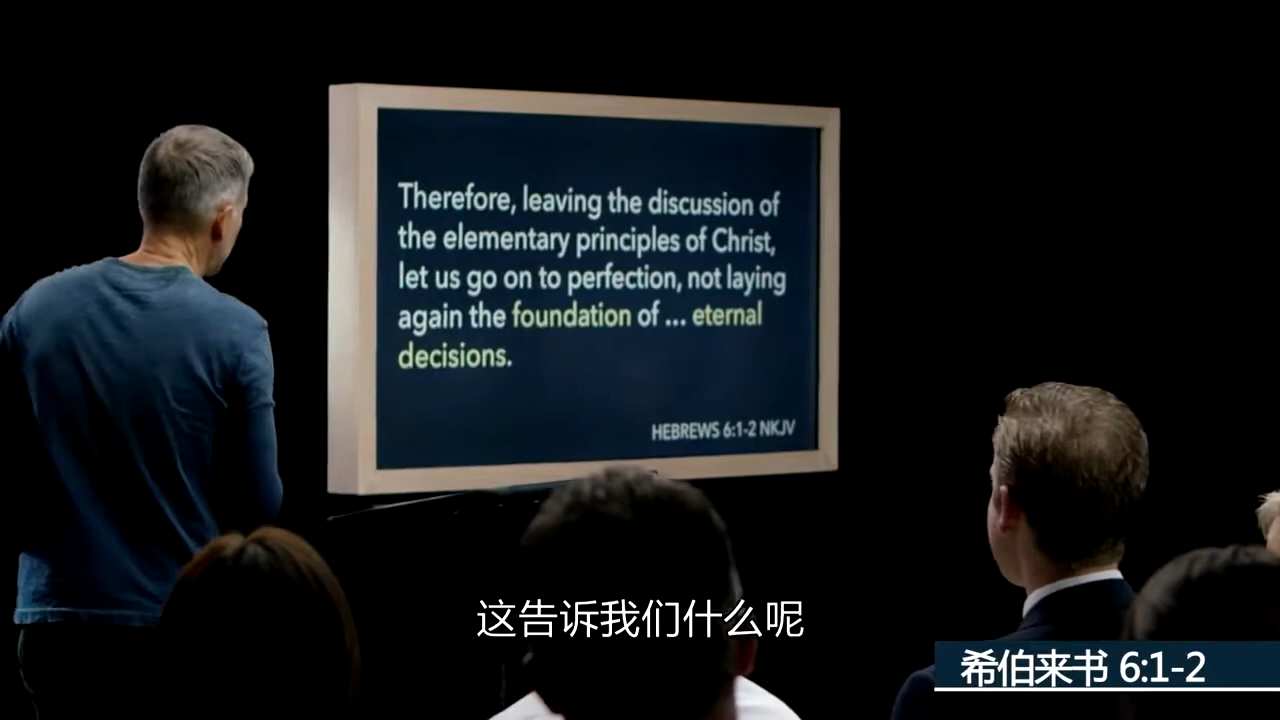 Therefore, leaving the discussion of
the elementary principles of Christ,
let us go on to perfection, not laying
again the foundation of ... eternal
decisions.
HEBREWS 6:1-2 NKJV
这告诉我们什么呢
希伯来书 6:1-2